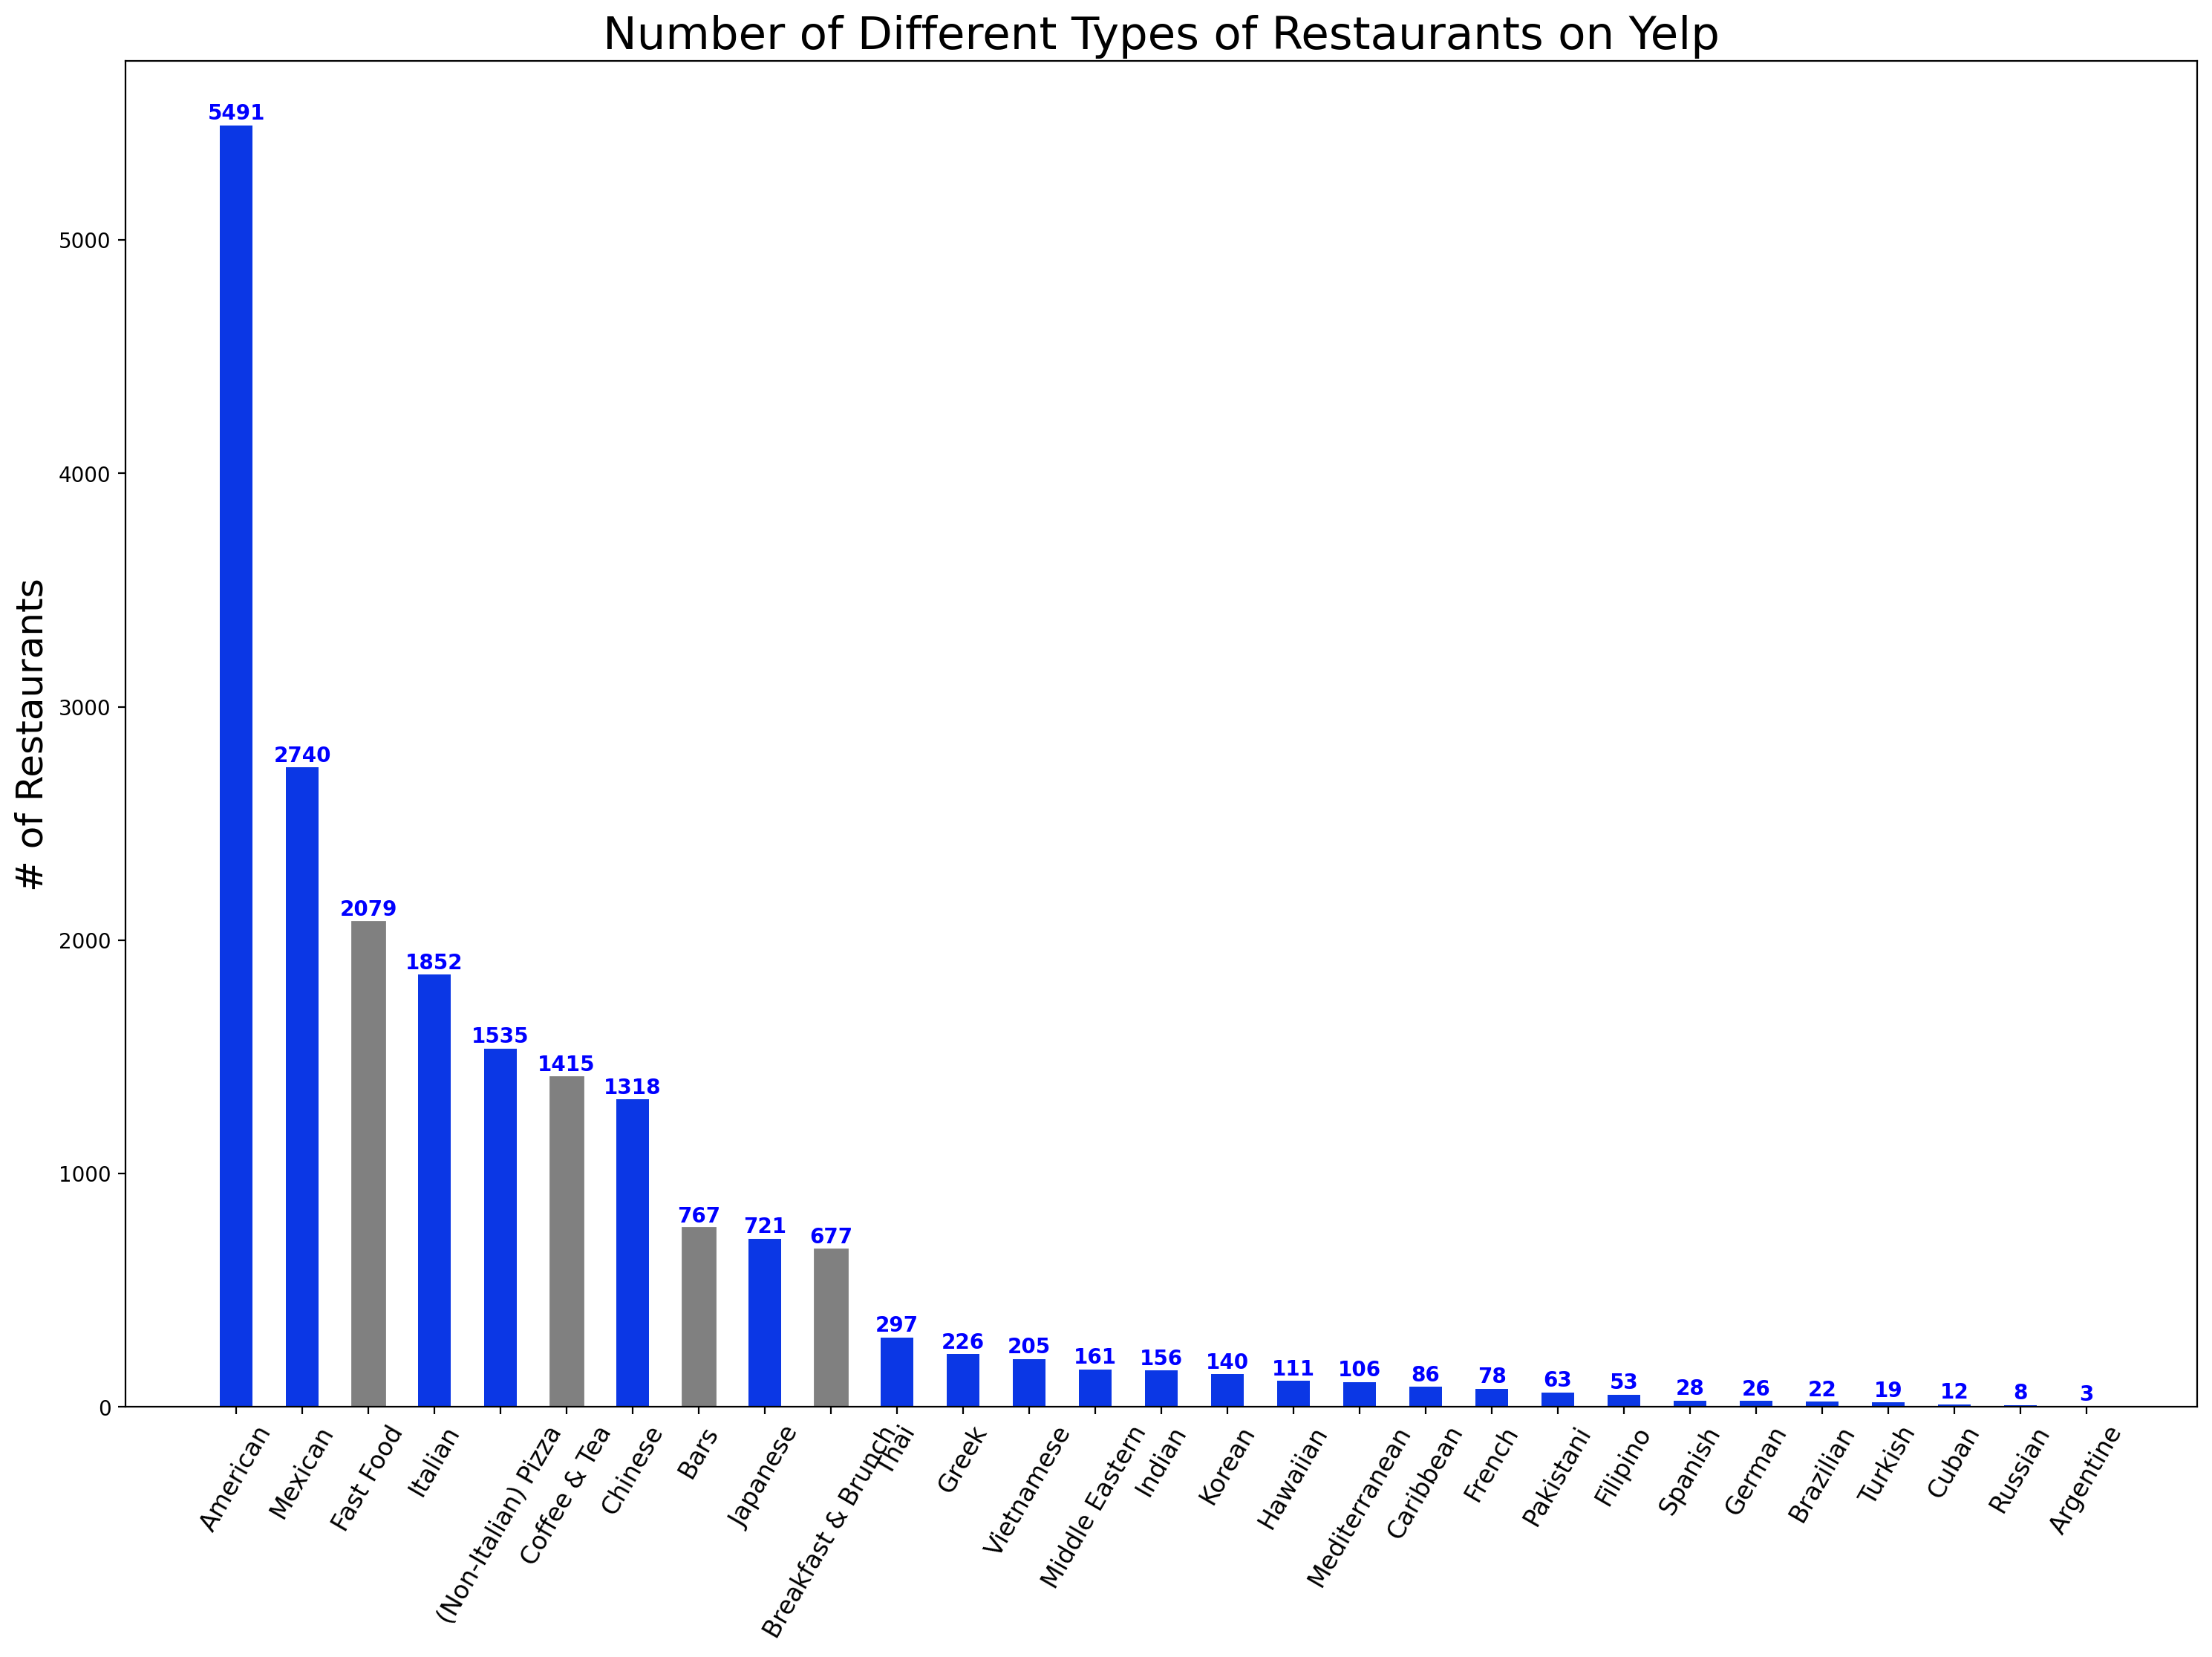 Number of Different Types of Restaurants on Yelp
# of Restaurants
5000
4000
3000
2000
1000
0
5491
2740
2079
1852
1535
1415
1318
767
721
677
297
226
205
161
156
140
111
106
86
78
63
53
28
26
22
19
12
8
3
American
Mexican
Fast Food
Italian
(Non-Italian) Pizza
Coffee & Tea
Chinese
Bars
Japanese
Breakfast & Brunch
Thai
Greek
Vietnamese
Middle Eastern
Indian
Korean
Hawaiian
Mediterranean
Caribbean
French
Pakistani
Filipino
Spanish
German
Brazilian
Turkish
Cuban
Russian
Argentine